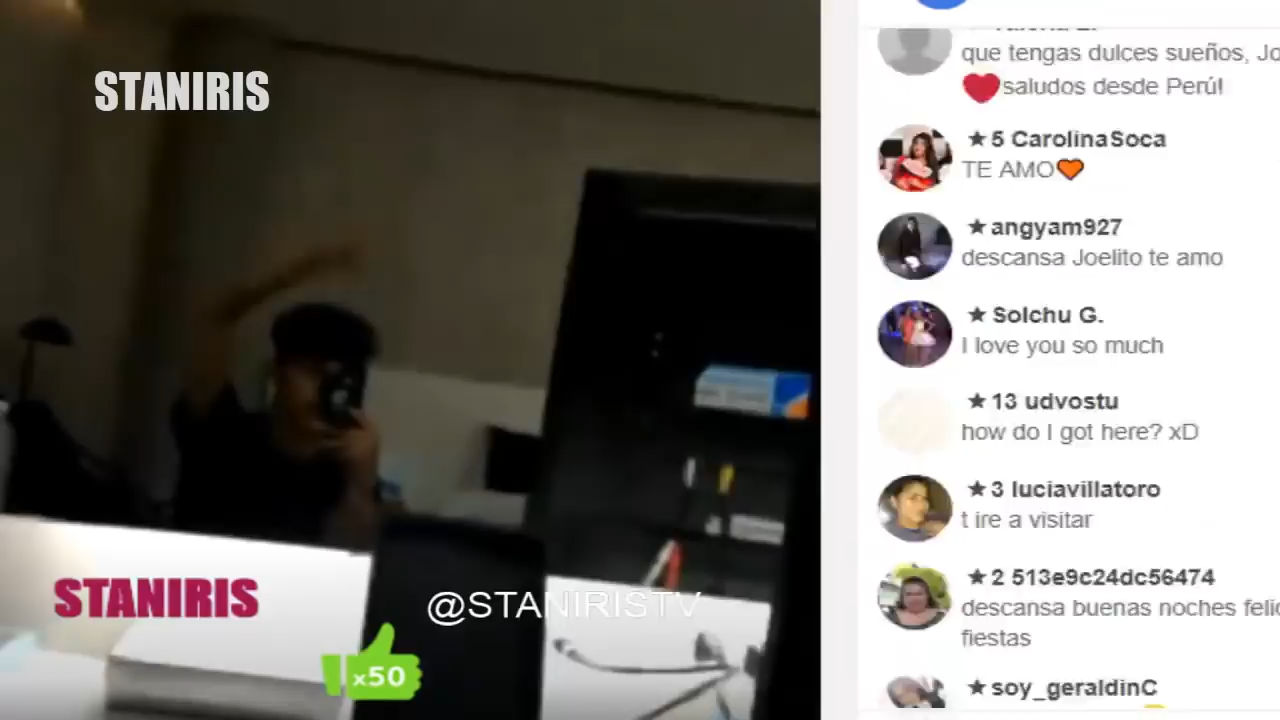 STANIRIS
que tengas dulces sueños, Jo
saludos desde Perú!
★ 5 CarolinaSoca
TE AMO
★ angyam927
descansa Joelito te amo
★ Solchu G.
I love you so much
★ 13 udvostu
how do I got here? xD
★ 3 luciavillatoro
t ire a visitar
★ 2 513e9c24dc56474
descansa buenas noches felic
fiestas
★ soy_geraldinC
STANIRIS
@STANIRISTV
x50